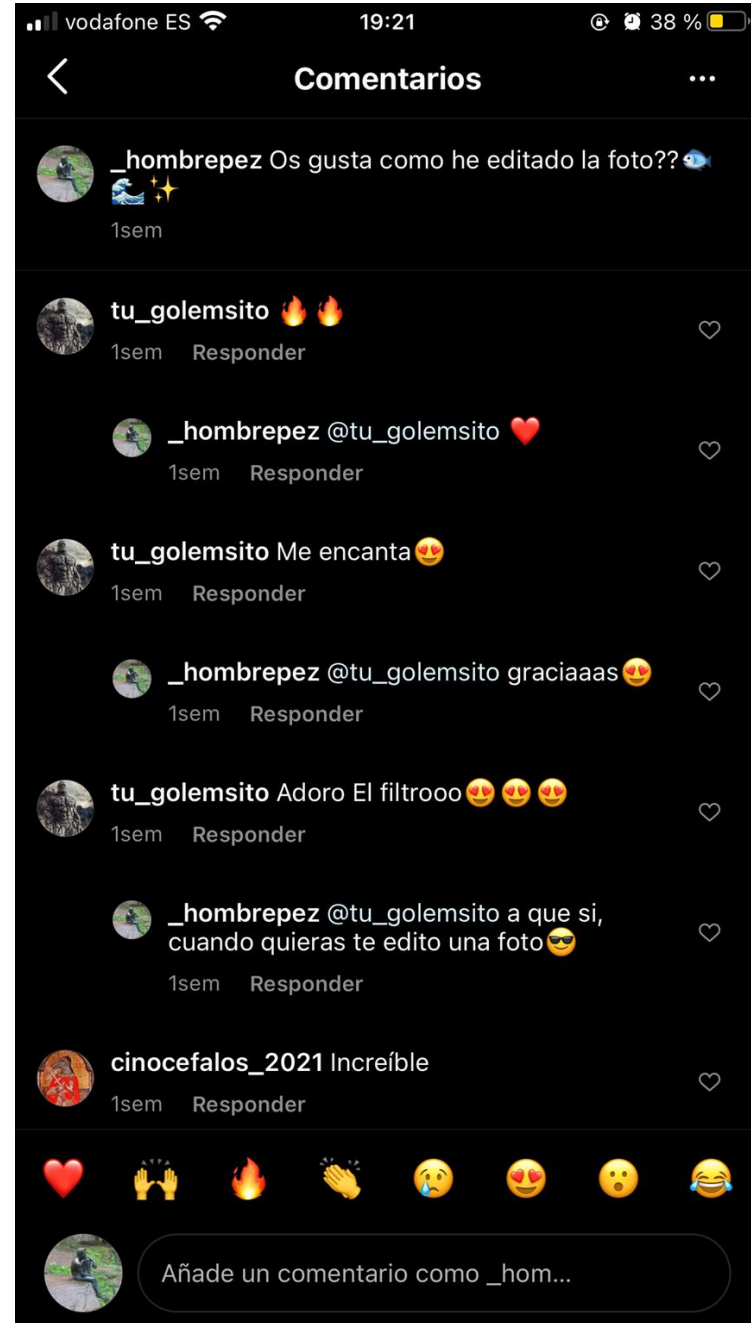 vodafone ES 19:21 38 %
Comentarios
_hombrepez Os gusta como he editado la foto??🐟
🌊✨
1sem
tu_golemsito 🔥🔥
1sem Responder
_hombrepez @tu_golemsito ❤️
1sem Responder
tu_golemsito Me encanta😍
1sem Responder
_hombrepez @tu_golemsito graciaaas😍
1sem Responder
tu_golemsito Adoro El filtrooo😍😍😍
1sem Responder
_hombrepez @tu_golemsito a que si,
cuando quieras te edito una foto😎
1sem Responder
cinocefalos_2021 Increíble
1sem Responder
❤️🙌🔥👏😢😍😮😂
Añade un comentario como _hom...